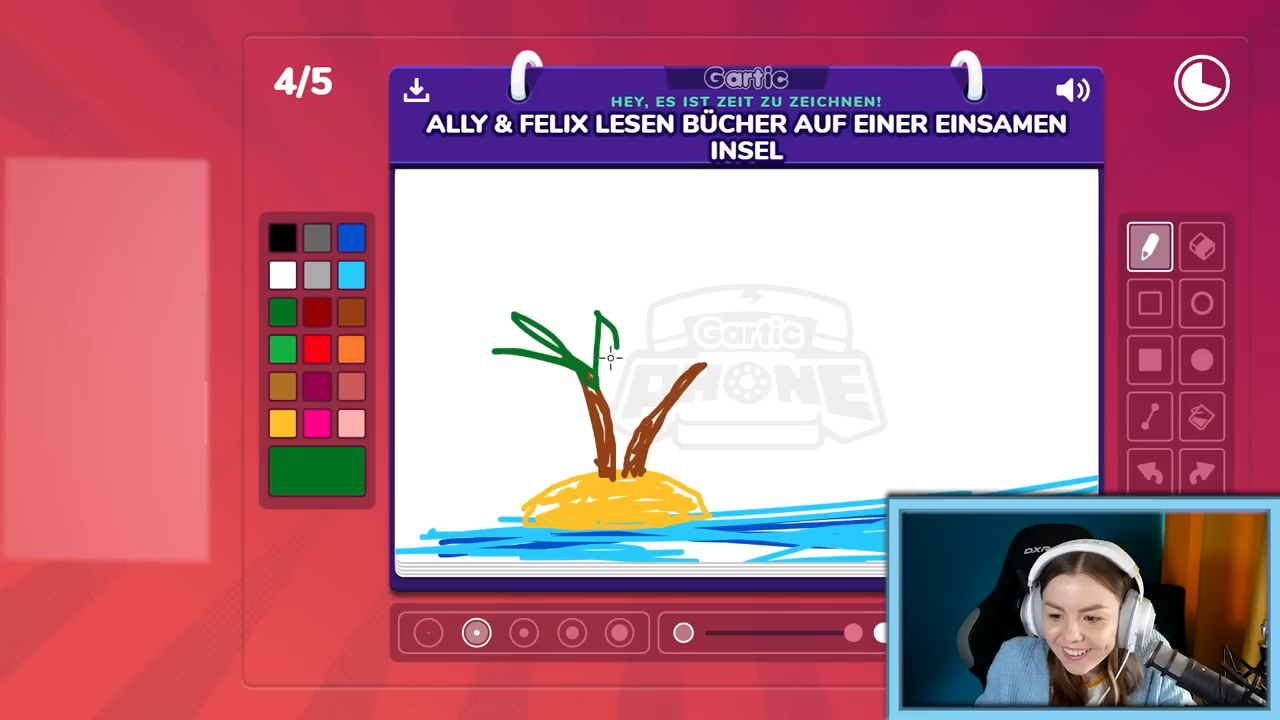 4/5
Gartic
HEY, ES IST ZEIT ZU ZEICHNEN!
ALLY & FELIX LESEN BÜCHER AUF EINER EINSAMEN
INSEL
Gartic
PHONE
DXR